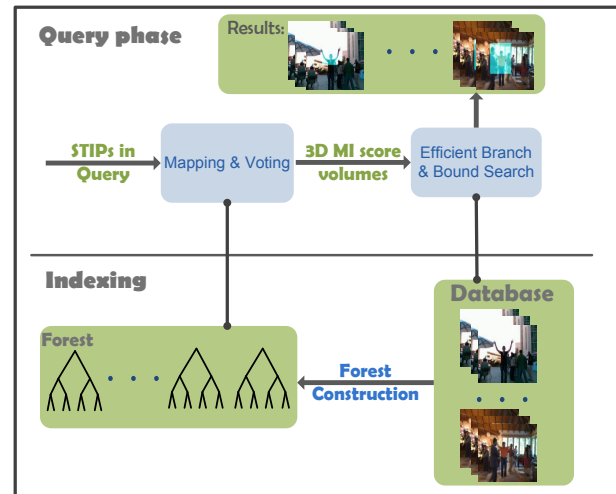 Query phase
Results:
STIPs in
Query
Mapping & Voting
3D MI score
volumes
Efficient Branch
& Bound Search
Indexing
Database
Forest
Forest
Construction